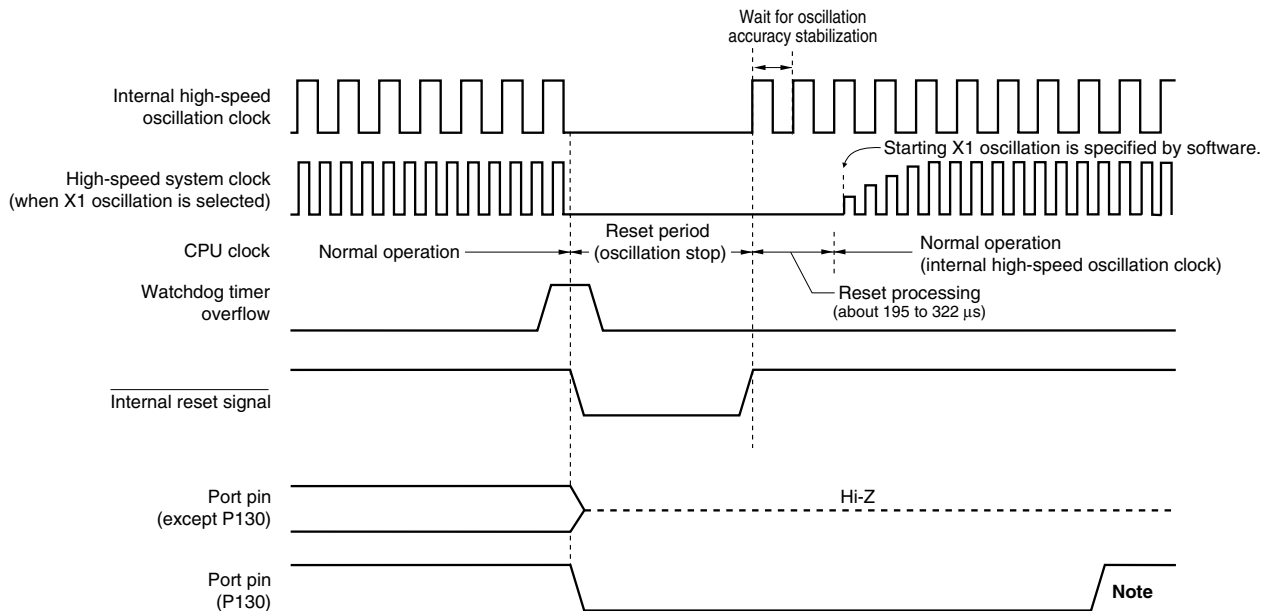 Wait for oscillation
accuracy stabilization
Internal high-speed
oscillation clock
Starting X1 oscillation is specified by software.
High-speed system clock
(when X1 oscillation is selected)
CPU clock
Normal operation
Reset period
(oscillation stop)
Normal operation
(internal high-speed oscillation clock)
Reset processing
(about 195 to 322 μs)
Watchdog timer
overflow
Internal reset signal
Port pin
(except P130)
Hi-Z
Port pin
(P130)
Note